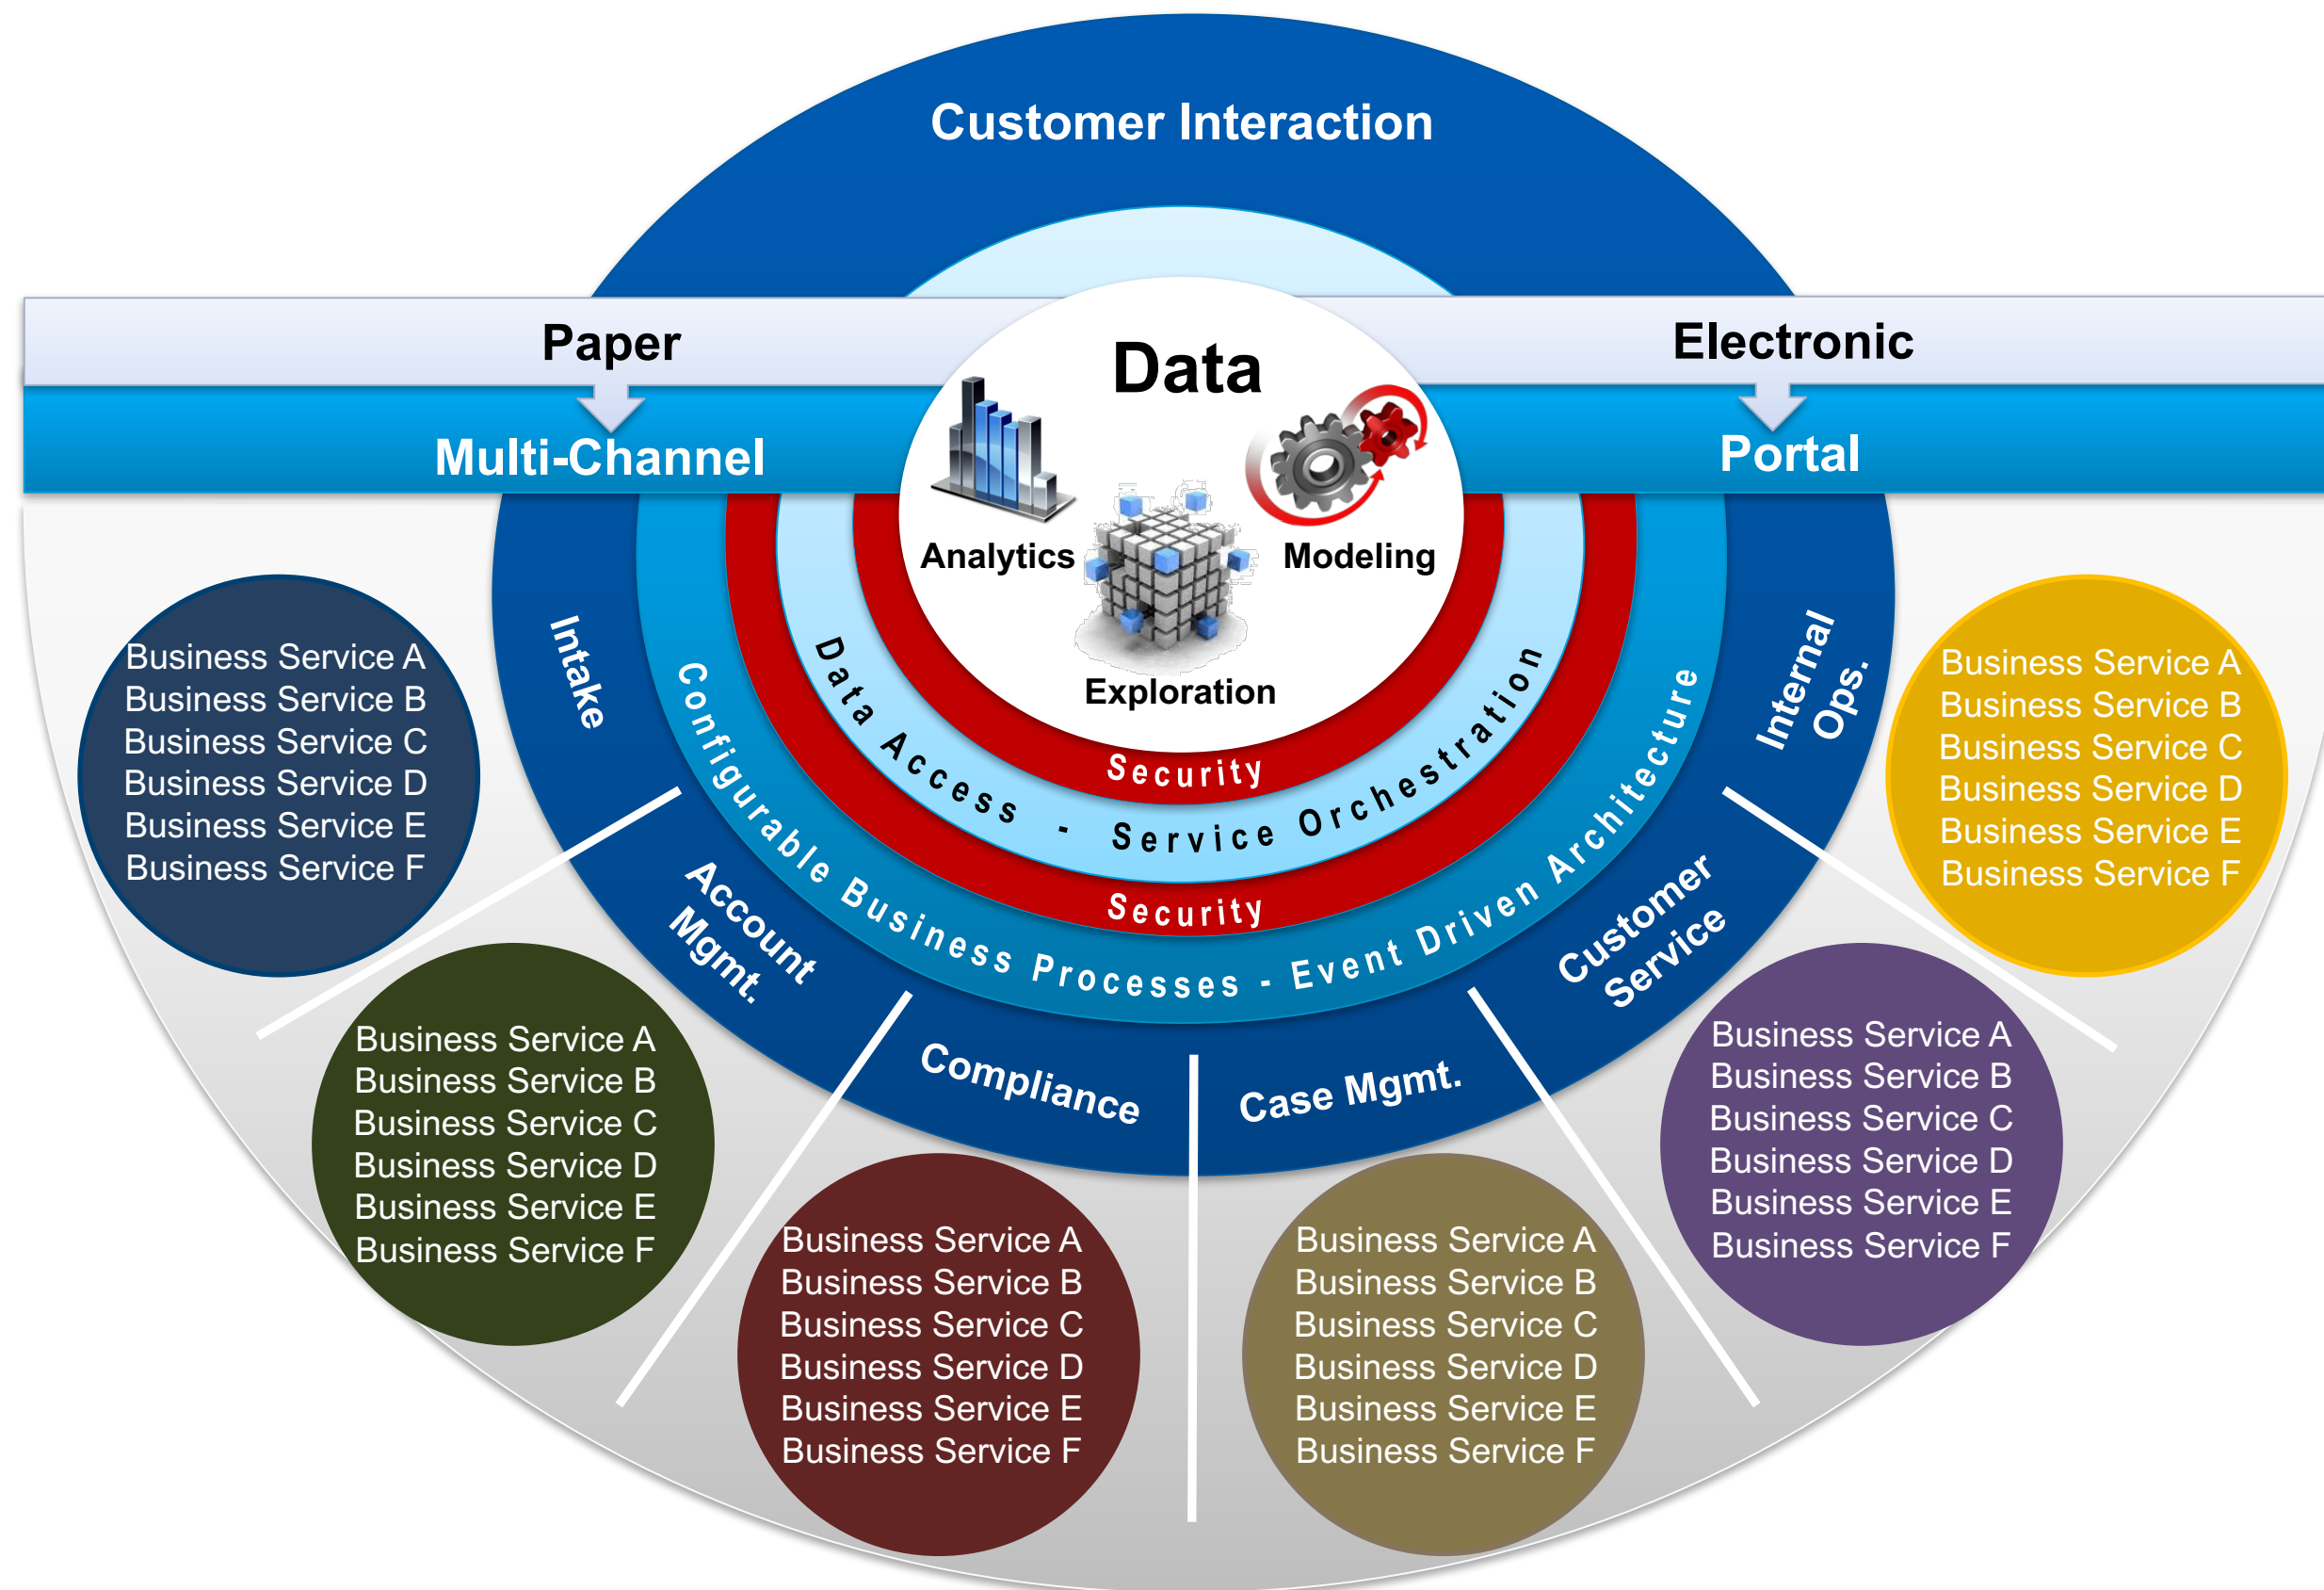 Customer Interaction
Paper
Electronic
Multi-Channel
Portal
Data
Analytics
Modeling
Exploration
Security
Data Access - Service Orchestration
Security
Configurable Business Processes - Event Driven Architecture
Intake
Account
Mgmt.
Compliance
Case Mgmt.
Customer
Service
Internal
Ops.
Business Service A
Business Service B
Business Service C
Business Service D
Business Service E
Business Service F
Business Service A
Business Service B
Business Service C
Business Service D
Business Service E
Business Service F
Business Service A
Business Service B
Business Service C
Business Service D
Business Service E
Business Service F
Business Service A
Business Service B
Business Service C
Business Service D
Business Service E
Business Service F
Business Service A
Business Service B
Business Service C
Business Service D
Business Service E
Business Service F
Business Service A
Business Service B
Business Service C
Business Service D
Business Service E
Business Service F